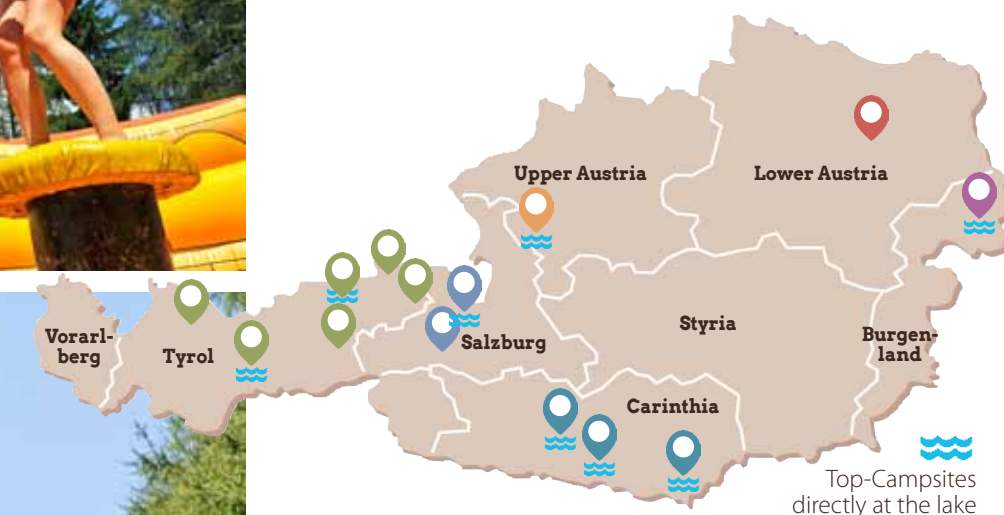 Upper Austria
Lower Austria
Vorarl-
berg
Tyrol
Salzburg
Styria
Burgen-
land
Carinthia
Top-Campsites
directly at the lake